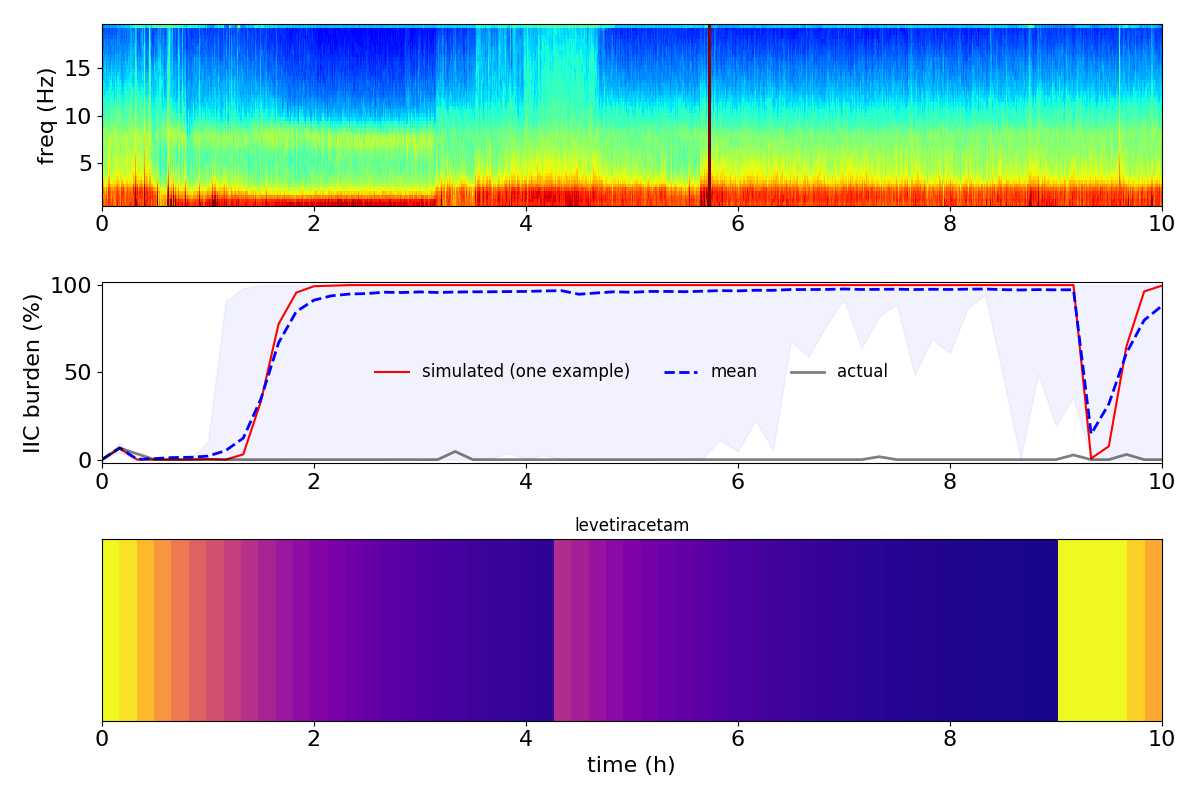 freq (Hz)
15
10
5
0 2 4 6 8 10
IIC burden (%)
100
50
0
simulated (one example) mean actual
0 2 4 6 8 10
levetiracetam
0 2 4 6 8 10
time (h)